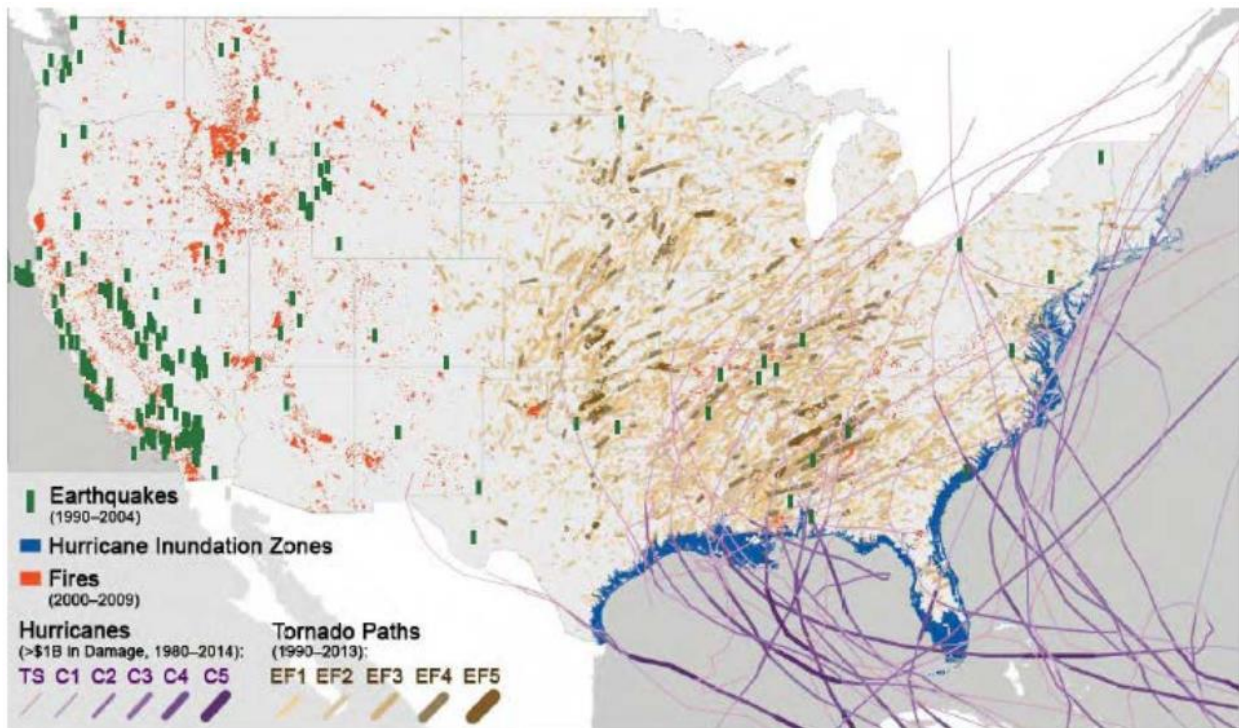 Earthquakes
(1990–2004)
Hurricane Inundation Zones
Fires
(2000–2009)
Hurricanes
(>$1B in Damage, 1980–2014):
TS C1 C2 C3 C4 C5
Tornado Paths
(1990–2013):
EF1 EF2 EF3 EF4 EF5